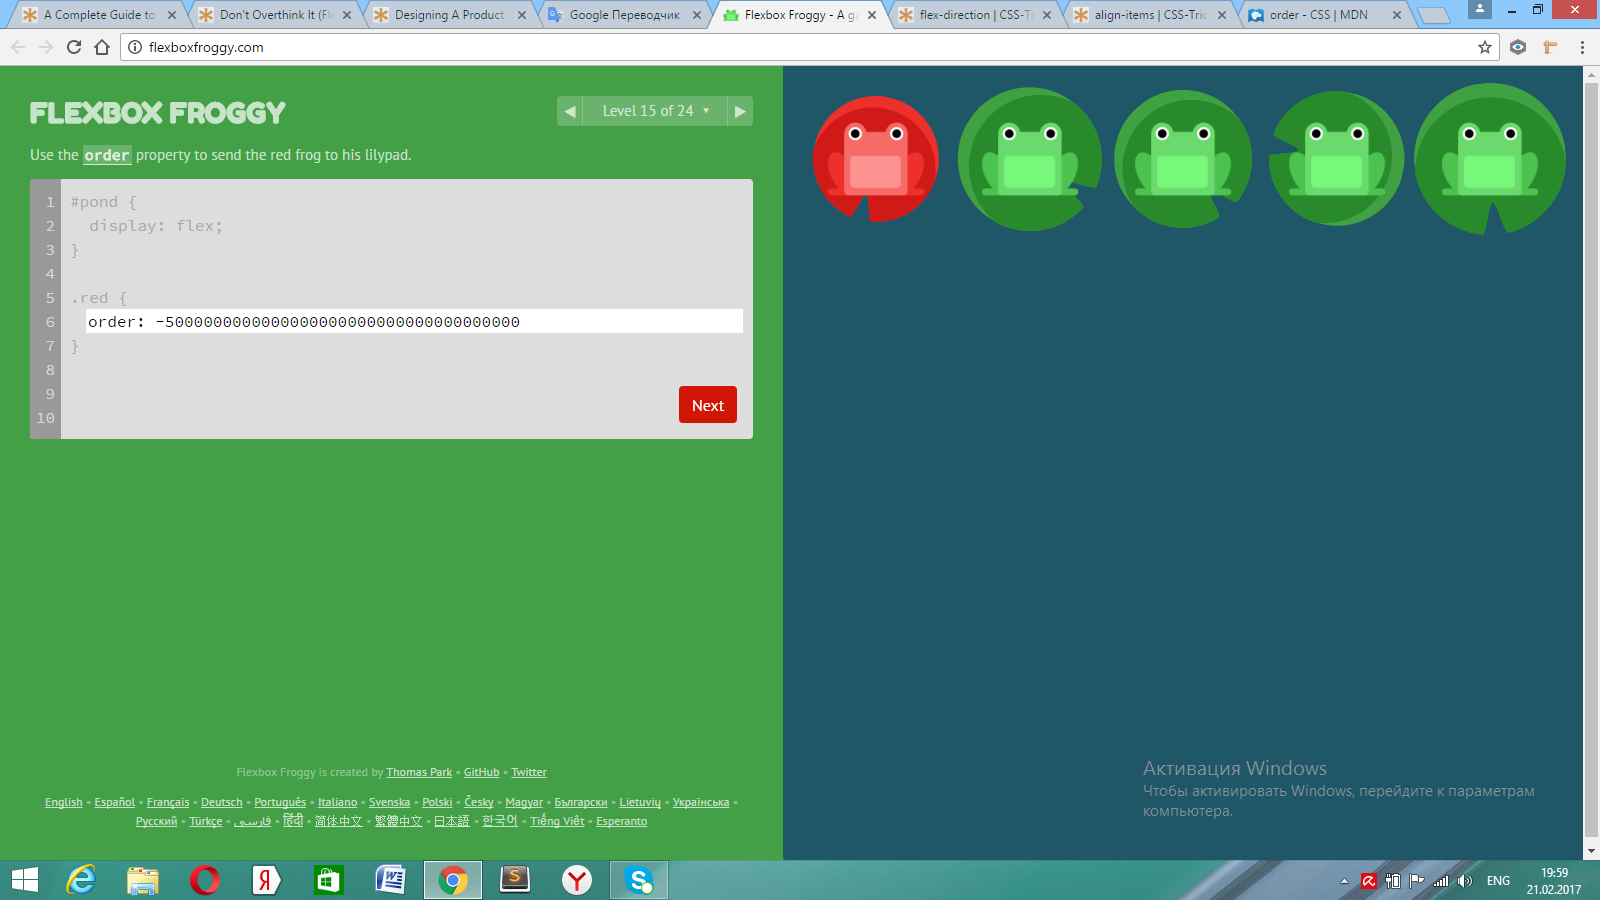 A Complete Guide to
Don't Overthink It (Fle
Designing A Product
Google Переводчик
Flexbox Froggy - A ga
flex-direction | CSS-Tr
align-items | CSS-Tric
order - CSS | MDN
flexboxfroggy.com
FLEXBOX FROGGY
◀ Level 15 of 24 ▼ ▶
Use the order property to send the red frog to his lilypad.
1 #pond {
2 display: flex;
3 }
4
5 .red {
6
7 }
8
9
10
Next
Flexbox Froggy is created by Thomas Park • GitHub • Twitter
English • Español • Français • Deutsch • Português • Italiano • Svenska • Polski • Česky • Magyar • Български • Lietuvių • Українська •
Русский • Türkçe • فارسی • हिंदी • 简体中文 • 繁體中文 • 日本語 • 한국어 • Tiếng Việt • Esperanto
Активация Windows
Чтобы активировать Windows, перейдите к параметрам
компьютера.
ENG
19:59
21.02.2017